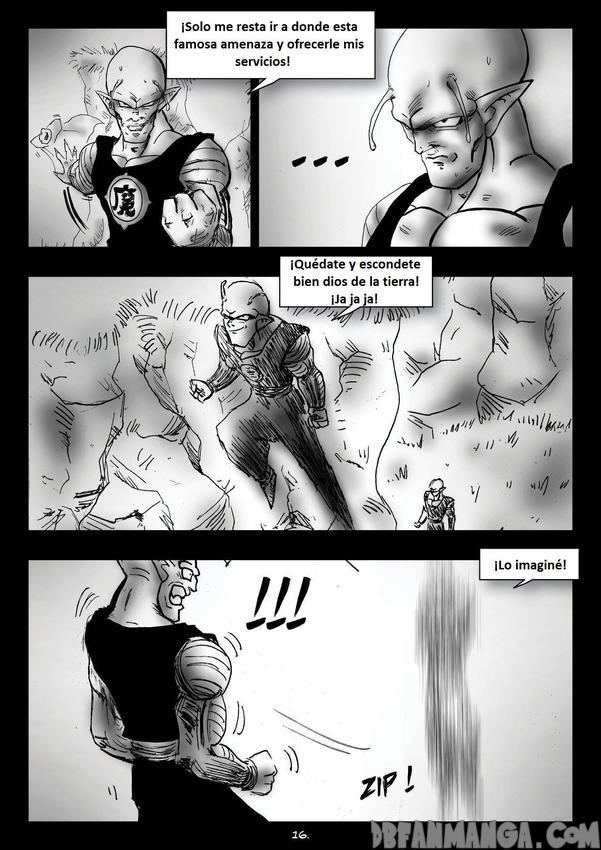 ¡Solo me resta ir a donde esta
famosa amenaza y ofrecerle mis
servicios!
魔
...
¡Quédate y escondete
bien dios de la tierra!
¡Ja ja ja!
¡Lo imaginé!
!!!
ZIP!
16.
DBFANMANGA.COM